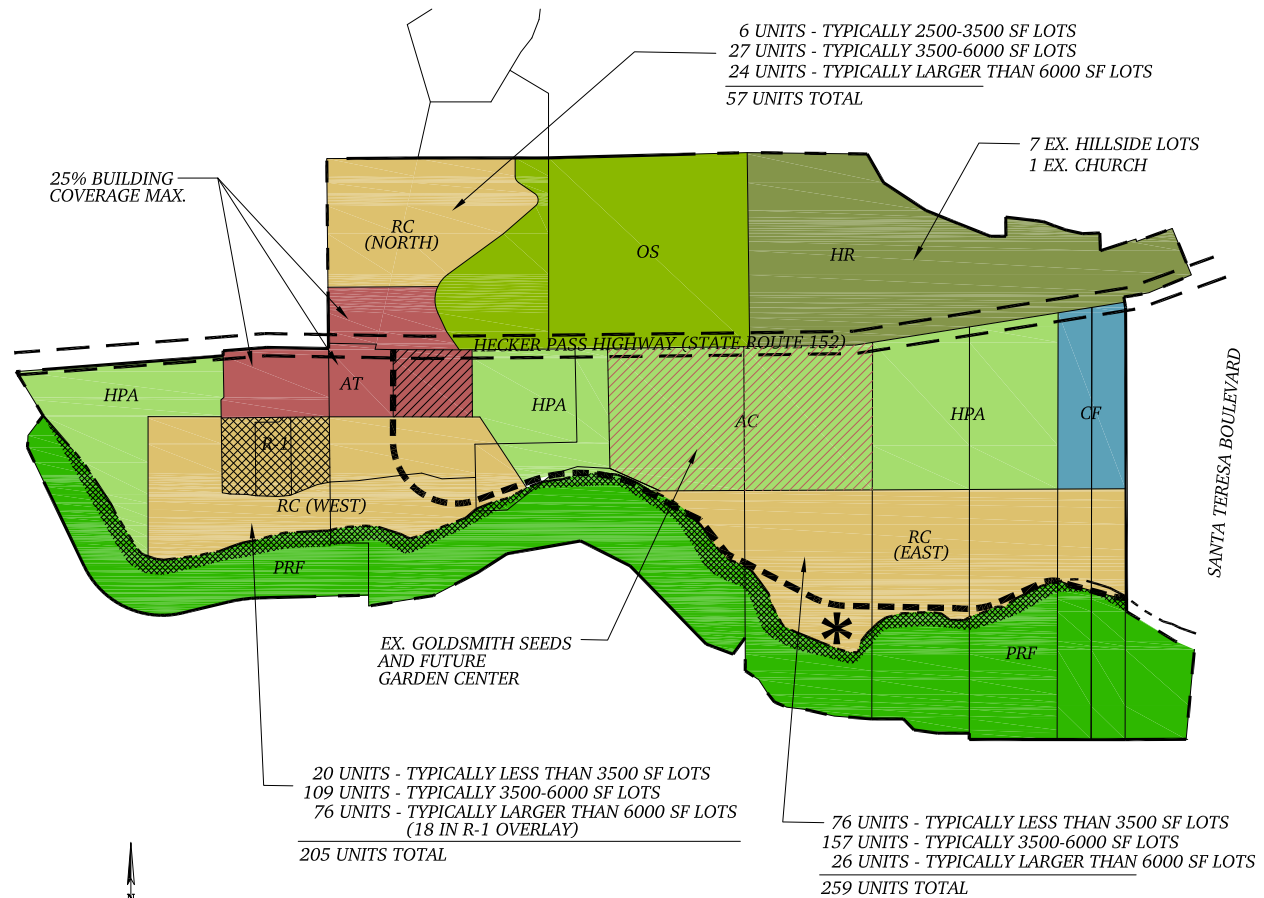 6 UNITS - TYPICALLY 2500-3500 SF LOTS
27 UNITS - TYPICALLY 3500-6000 SF LOTS
24 UNITS - TYPICALLY LARGER THAN 6000 SF LOTS
57 UNITS TOTAL
7 EX. HILLSIDE LOTS
1 EX. CHURCH
25% BUILDING
COVERAGE MAX.
RC
(NORTH)
OS
HR
HECKER PASS HIGHWAY (STATE ROUTE 152)
HPA
AT
HPA
AC
HPA
CF
R-1
RC (WEST)
RC
(EAST)
PRF
PRF
SANTA TERESA BOULEVARD
EX. GOLDSMITH SEEDS
AND FUTURE
GARDEN CENTER
20 UNITS - TYPICALLY LESS THAN 3500 SF LOTS
109 UNITS - TYPICALLY 3500-6000 SF LOTS
76 UNITS - TYPICALLY LARGER THAN 6000 SF LOTS
(18 IN R-1 OVERLAY)
205 UNITS TOTAL
76 UNITS - TYPICALLY LESS THAN 3500 SF LOTS
157 UNITS - TYPICALLY 3500-6000 SF LOTS
26 UNITS - TYPICALLY LARGER THAN 6000 SF LOTS
259 UNITS TOTAL
N